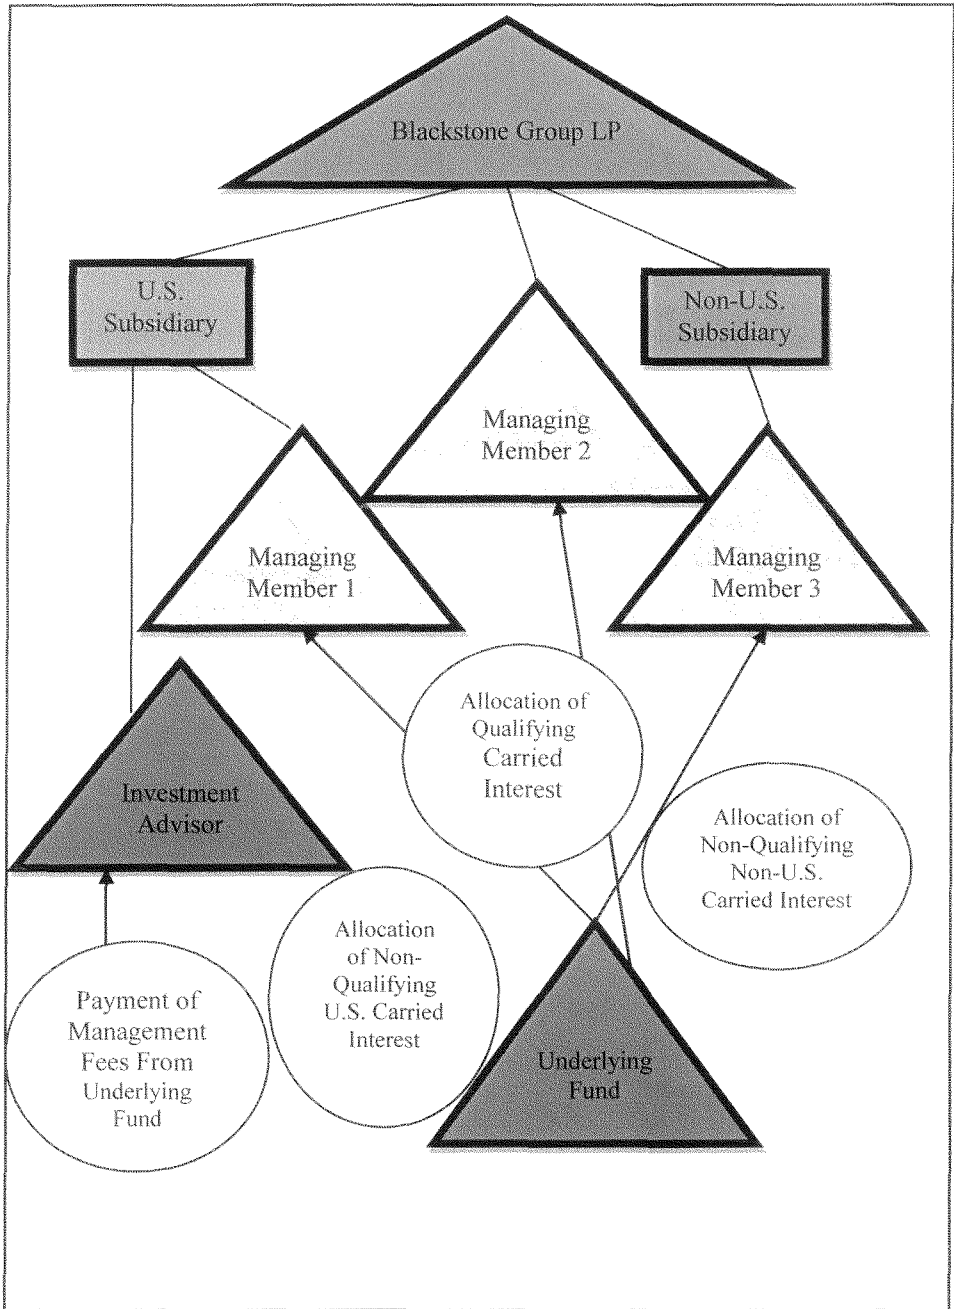 Blackstone Group LP
U.S.
Subsidiary
Non-U.S.
Subsidiary
Managing
Member 2
Managing
Member 1
Managing
Member 3
Allocation of
Qualifying
Carried
Interest
Investment
Advisor
Allocation of
Non-Qualifying
Non-U.S.
Carried Interest
Allocation
of Non-
Qualifying
U.S. Carried
Interest
Payment of
Management
Fees From
Underlying
Fund
Underlying
Fund